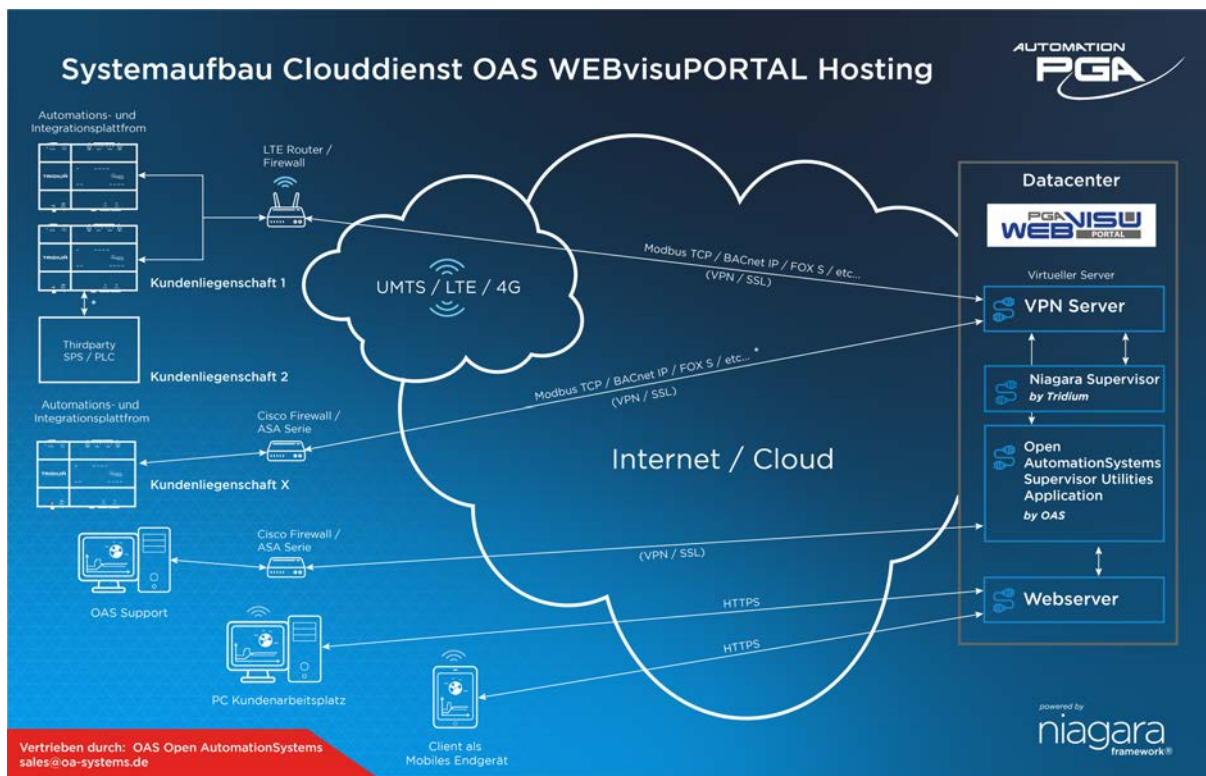 Systemaufbau Clouddienst OAS WEBvisuPORTAL Hosting
AUTOMATION
PGA
Automations- und
Integrationsplattfrom
TRIDIUM
LTE Router /
Firewall
TRIDIUM
Kundenliegenschaft 1
*
Thirdparty
SPS / PLC
Kundenliegenschaft 2
Automations- und
Integrationsplattfrom
TRIDIUM
Cisco Firewall /
ASA Serie
Kundenliegenschaft X
Cisco Firewall /
ASA Serie
OAS Support
PC Kundenarbeitsplatz
Client als
Mobiles Endgerät
UMTS / LTE / 4G
Modbus TCP / BACnet IP / FOX S / etc...
(VPN / SSL)
Modbus TCP / BACnet IP / FOX S / etc... *
(VPN / SSL)
Internet / Cloud
(VPN / SSL)
HTTPS
HTTPS
Datacenter
PGA
WEBVISU
PORTAL
Virtueller Server
VPN Server
Niagara Supervisor
by Tridium
Open
AutomationSystems
Supervisor Utilities
Application
by OAS
Webserver
Vertrieben durch: OAS Open AutomationSystems
sales@oa-systems.de
powered by
niagara
framework®